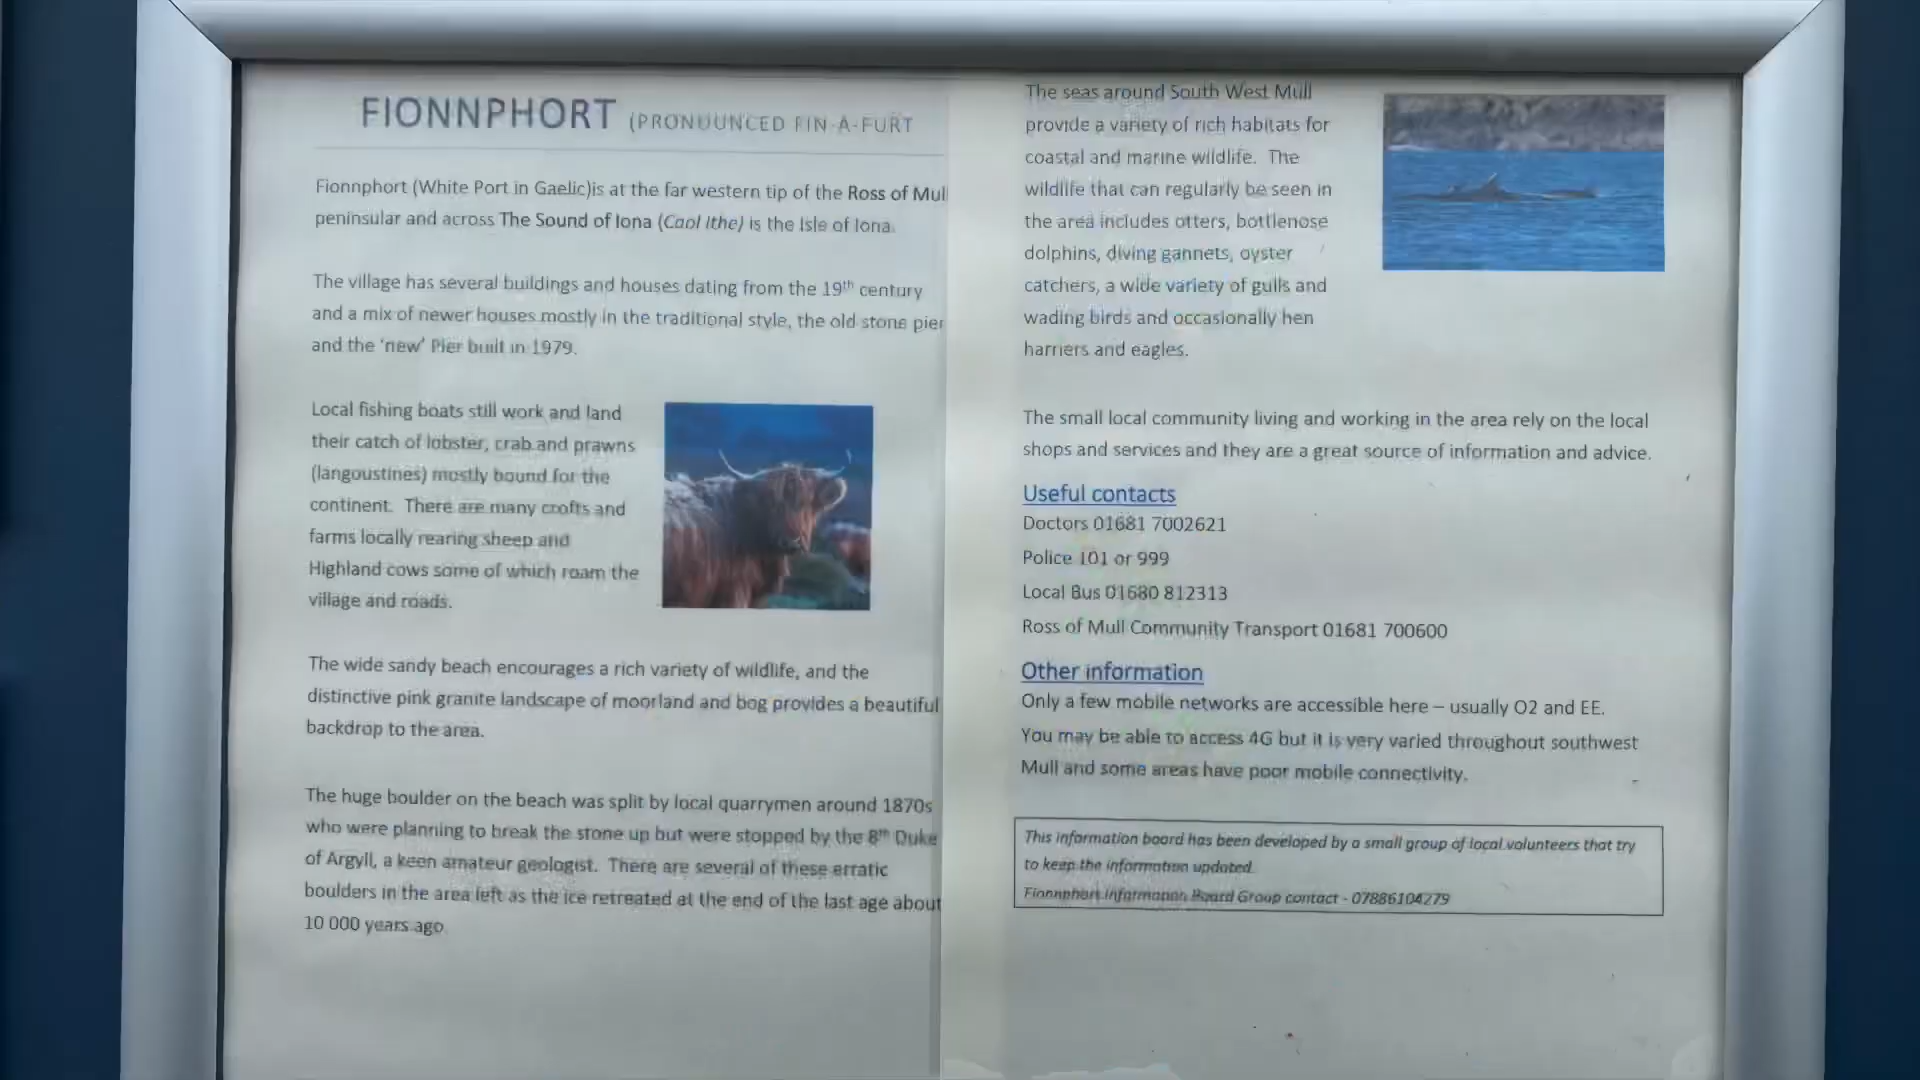 FIONNPHORT (PRONOUNCED FIN-A-FURT
Fionnphort (White Port in Gaelic)is at the far western tip of the Ross of Mull
peninsular and across The Sound of Iona (Caol Ithe) is the Isle of Iona.
The village has several buildings and houses dating from the 19th century
and a mix of newer houses mostly in the traditional style, the old stone pier
and the ‘new’ Pier built in 1979.
Local fishing boats still work and land
their catch of lobster, crab and prawns
(langoustines) mostly bound for the
continent. There are many crofts and
farms locally rearing sheep and
Highland cows some of which roam the
village and roads.
The wide sandy beach encourages a rich variety of wildlife, and the
distinctive pink granite landscape of moorland and bog provides a beautiful
backdrop to the area.
The huge boulder on the beach was split by local quarrymen around 1870s
who were planning to break the stone up but were stopped by the 8th Duke
of Argyll, a keen amateur geologist. There are several of these erratic
boulders in the area left as the ice retreated at the end of the last age about
10 000 years ago
The seas around South West Mull
provide a variety of rich habitats for
coastal and marine wildlife. The
wildlife that can regularly be seen in
the area includes otters, bottlenose
dolphins, diving gannets, oyster
catchers, a wide variety of gulls and
wading birds and occasionally hen
harriers and eagles.
The small local community living and working in the area rely on the local
shops and services and they are a great source of information and advice.
Useful contacts
Doctors 01681 7002621
Police 101 or 999
Local Bus 01680 812313
Ross of Mull Community Transport 01681 700600
Other information
Only a few mobile networks are accessible here – usually O2 and EE.
You may be able to access 4G but it is very varied throughout southwest
Mull and some areas have poor mobile connectivity.
This information board has been developed by a small group of local volunteers that try
to keep the information updated.
Fionnphort Information Board Group contact - 07886104279